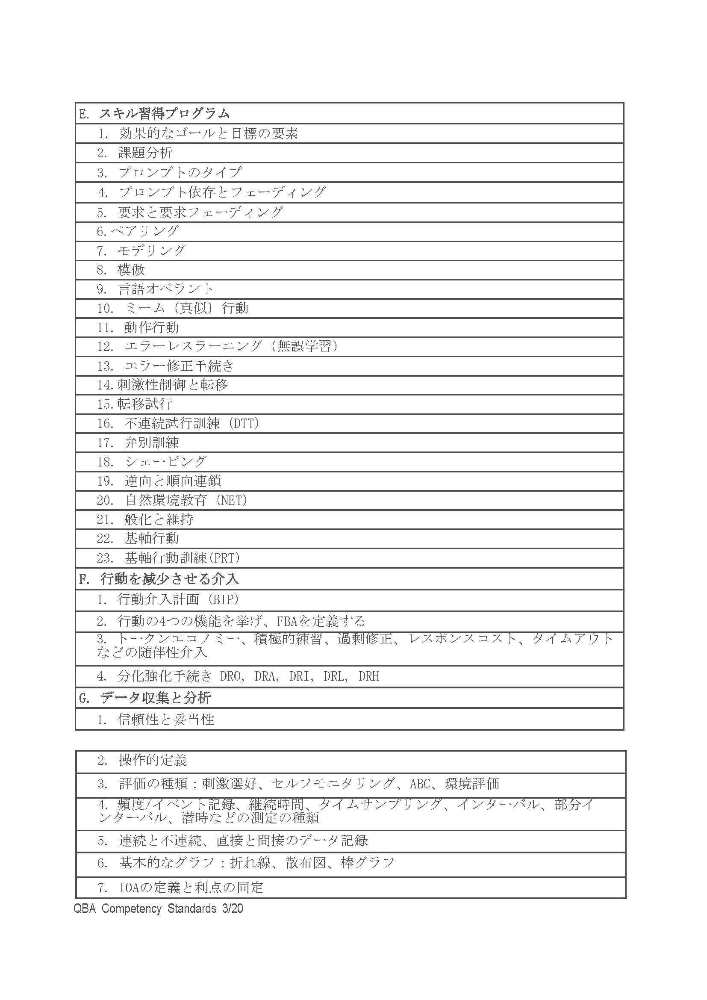 E. スキル習得プログラム
1. 効果的なゴールと目標の要素
2. 課題分析
3. プロンプトのタイプ
4. プロンプト依存とフェーディング
5. 要求と要求フェーディング
6.ペアリング
7. モデリング
8. 模倣
9. 言語オペラント
10. ミーム (真似) 行動
11. 動作行動
12. エラーレスラーニング (無誤学習)
13. エラー修正手続き
14.刺激性制御と転移
15.転移試行
16. 不連続試行訓練 (DTT)
17. 弁別訓練
18. シェーピング
19. 逆向と順向連鎖
20. 自然環境教育 (NET)
21. 般化と維持
22. 基軸行動
23. 基軸行動訓練(PRT)
F. 行動を減少させる介入
1. 行動介入計画 (BIP)
2. 行動の4つの機能を挙げ、FBAを定義する
3. トークンエコノミー、積極的練習、過剰修正、レスポンスコスト、タイムアウト
などの随伴性介入
4. 分化強化手続き DRO, DRA, DRI, DRL, DRH
G. データ収集と分析
1. 信頼性と妥当性
2. 操作的定義
3. 評価の種類：刺激選好、セルフモニタリング、ABC、環境評価
4. 頻度/イベント記録、継続時間、タイムサンプリング、インターバル、部分イ
ンターバル、潜時などの測定の種類
5. 連続と不連続、直接と間接のデータ記録
6. 基本的なグラフ：折れ線、散布図、棒グラフ
7. IOAの定義と利点の同定
QBA Competency Standards 3/20